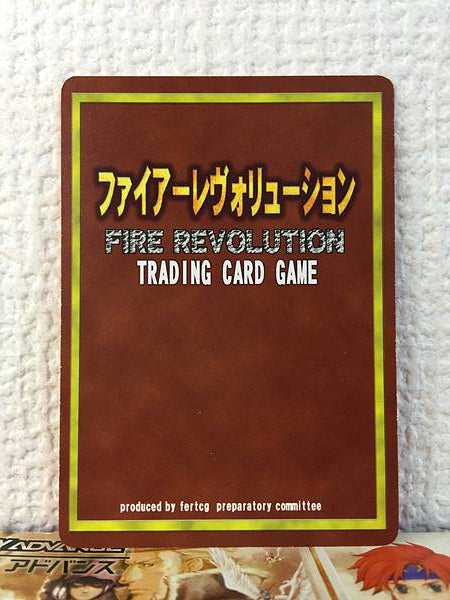 ファイアーレヴォリューション
FIRE REVOLUTION
TRADING CARD GAME
produced by fertcg preparatory committee
ADVANCE
アドバンス